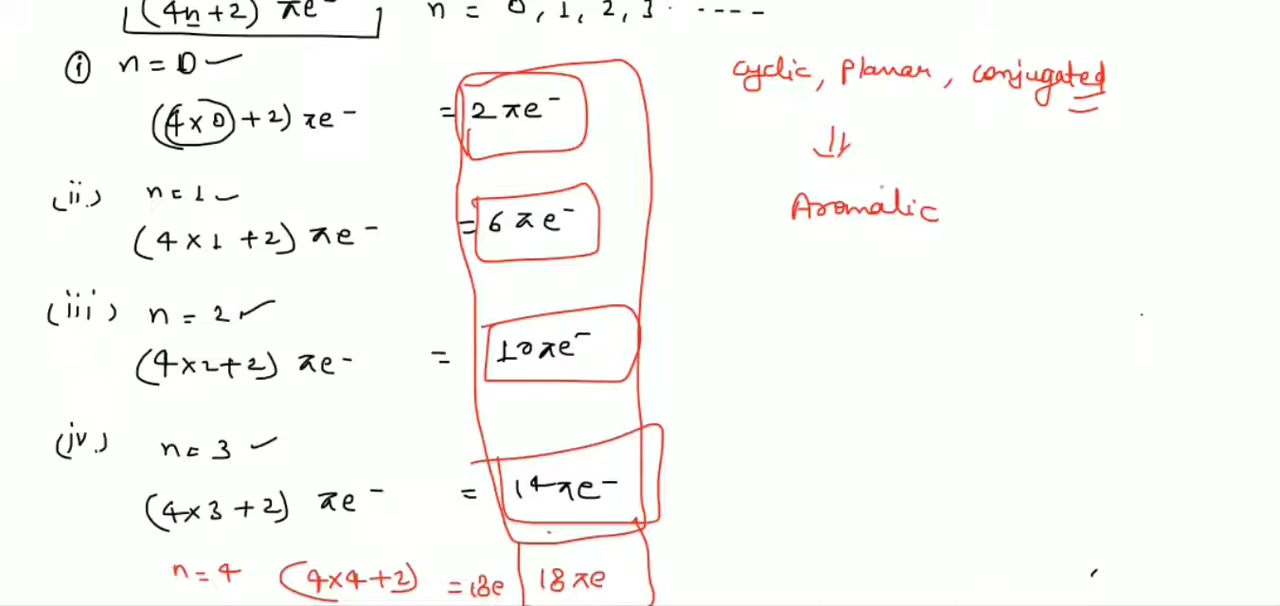 (4n+2) πe⁻ n = 0, 1, 2, 3 ----
(i) n = 0
(4×0)+2) πe⁻ = 2πe⁻
(ii) n = 1
(4×1+2) πe⁻ = 6πe⁻
(iii) n = 2
(4×2+2) πe⁻ = 10πe⁻
(iv.) n = 3
(4×3+2) πe⁻ = 14πe⁻
n = 4 (4×4+2) = 18e 18πe
cyclic, planar, conjugated
⇓
Aromatic